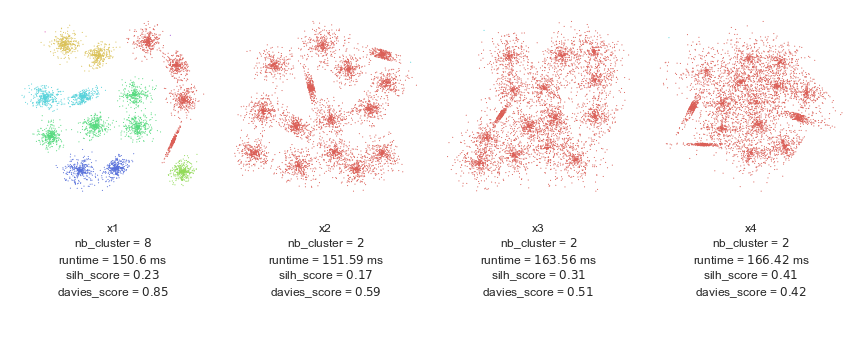 x1
nb_cluster = 8
runtime = 150.6 ms
silh_score = 0.23
davies_score = 0.85
x2
nb_cluster = 2
runtime = 151.59 ms
silh_score = 0.17
davies_score = 0.59
x3
nb_cluster = 2
runtime = 163.56 ms
silh_score = 0.31
davies_score = 0.51
x4
nb_cluster = 2
runtime = 166.42 ms
silh_score = 0.41
davies_score = 0.42